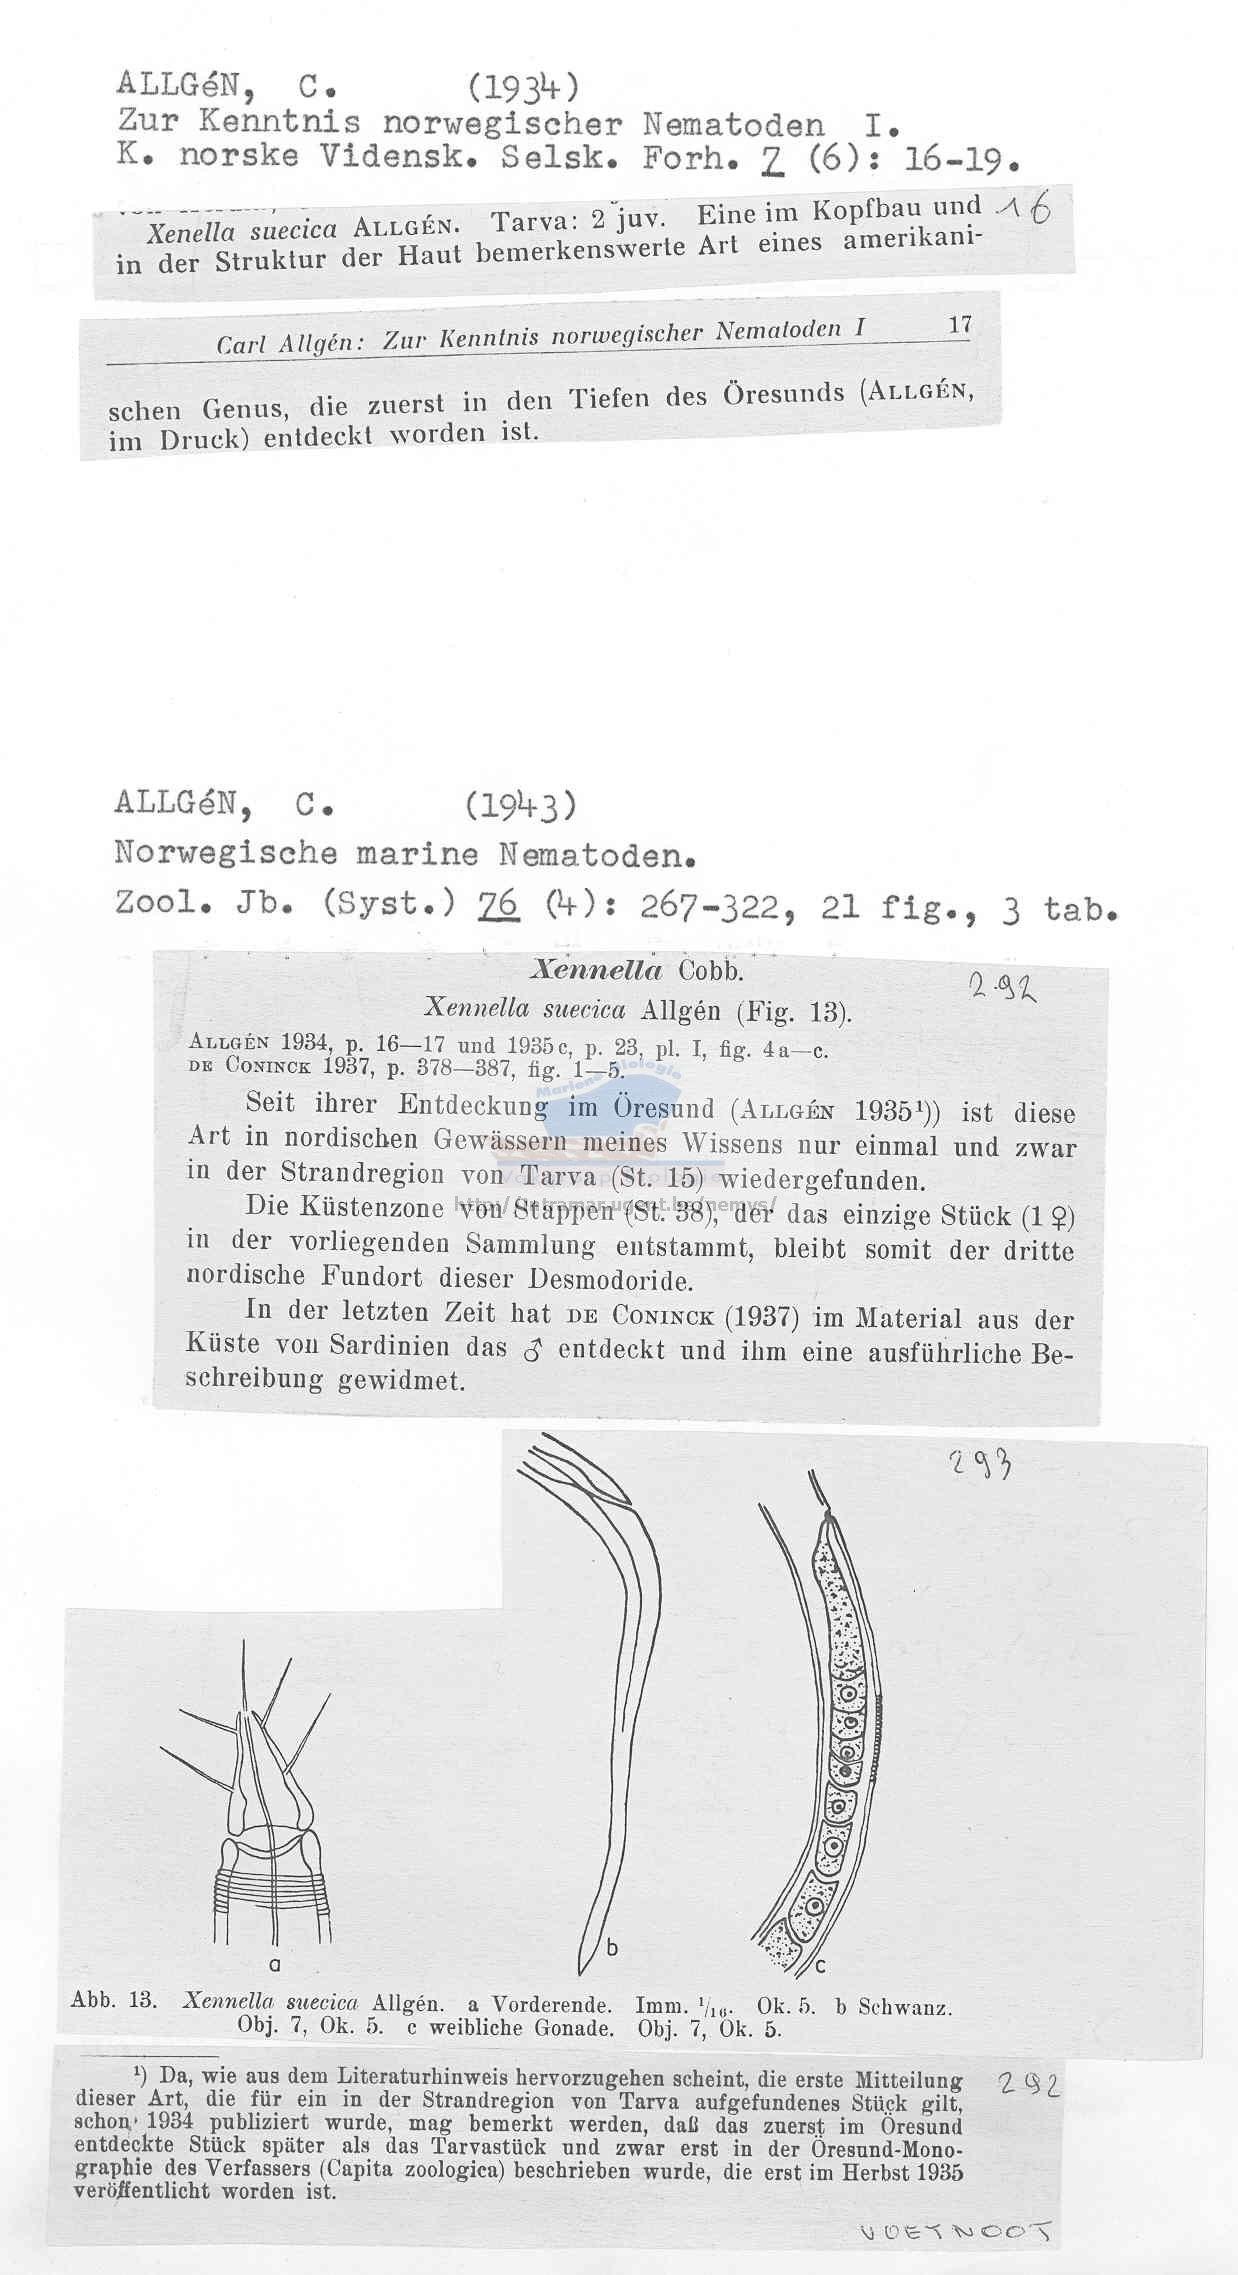 ALLGéN, C. (1934)
Zur Kenntnis norwegischer Nematoden I.
K. norske Vidensk. Selsk. Forh. 7 (6): 16-19.
Xenella suecica ALLGÉN. Tarva: 2 juv. Eine im Kopfbau und 16
in der Struktur der Haut bemerkenswerte Art eines amerikani-
Carl Allgén: Zur Kenntnis norwegischer Nematoden I 17
schen Genus, die zuerst in den Tiefen des Öresunds (ALLGÉN,
im Druck) entdeckt worden ist.
ALLGéN, C. (1943)
Norwegische marine Nematoden.
Zool. Jb. (Syst.) 76 (4): 267-322, 21 fig., 3 tab.
Xennella Cobb. 292
Xennella suecica Allgén (Fig. 13).
ALLGÉN 1934, p. 16—17 und 1935c, p. 23, pl. I, fig. 4a—c.
DE CONINCK 1937, p. 378—387, fig. 1—5.
Seit ihrer Entdeckung im Öresund (ALLGÉN 1935¹)) ist diese
Art in nordischen Gewässern meines Wissens nur einmal und zwar
in der Strandregion von Tarva (St. 15) wiedergefunden.
Die Küstenzone von Stappen (St. 38), der das einzige Stück (1 ♀)
in der vorliegenden Sammlung entstammt, bleibt somit der dritte
nordische Fundort dieser Desmodoride.
In der letzten Zeit hat DE CONINCK (1937) im Material aus der
Küste von Sardinien das ♂ entdeckt und ihm eine ausführliche Be-
schreibung gewidmet.
Mariene Biologie
http://intramar.ugent.be/nemys/
293
a
b
c
Abb. 13. Xennella suecica Allgén. a Vorderende. Imm. 1/16. Ok. 5. b Schwanz.
Obj. 7, Ok. 5. c weibliche Gonade. Obj. 7, Ok. 5.
¹) Da, wie aus dem Literaturhinweis hervorzugehen scheint, die erste Mitteilung 292
dieser Art, die für ein in der Strandregion von Tarva aufgefundenes Stück gilt,
schon 1934 publiziert wurde, mag bemerkt werden, daß das zuerst im Öresund
entdeckte Stück später als das Tarvastück und zwar erst in der Öresund-Mono-
graphie des Verfassers (Capita zoologica) beschrieben wurde, die erst im Herbst 1935
veröffentlicht worden ist.
VOETNOOT